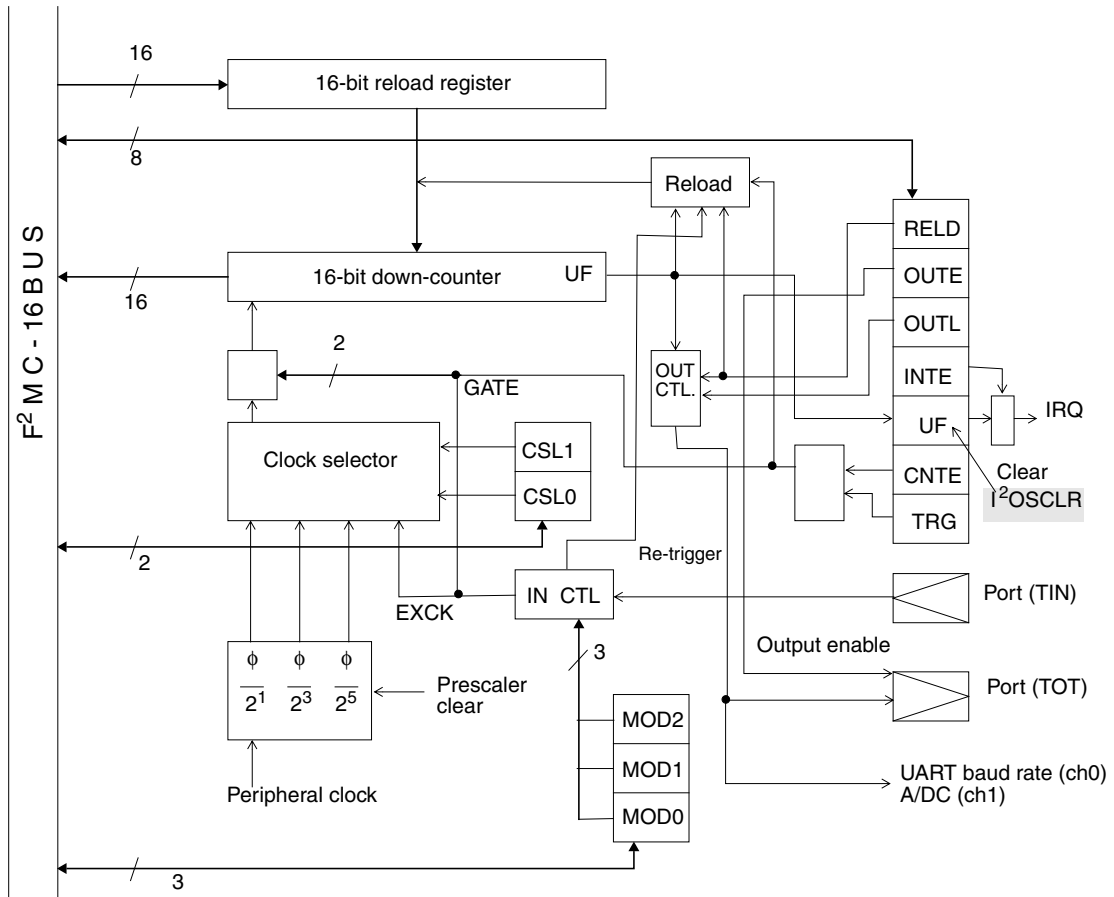 F² M C - 16 B U S
16
16-bit reload register
8
Reload
RELD
OUTE
OUTL
INTE
UF
CNTE
TRG
16-bit down-counter UF
16
2
GATE
OUT
CTL.
IRQ
Clear
I²OSCLR
Clock selector
CSL1
CSL0
2
Re-trigger
IN CTL
EXCK
Port (TIN)
3
Output enable
Port (TOT)
ϕ ϕ ϕ
2¹ 2³ 2⁵
Prescaler
clear
Peripheral clock
MOD2
MOD1
MOD0
UART baud rate (ch0)
A/DC (ch1)
3